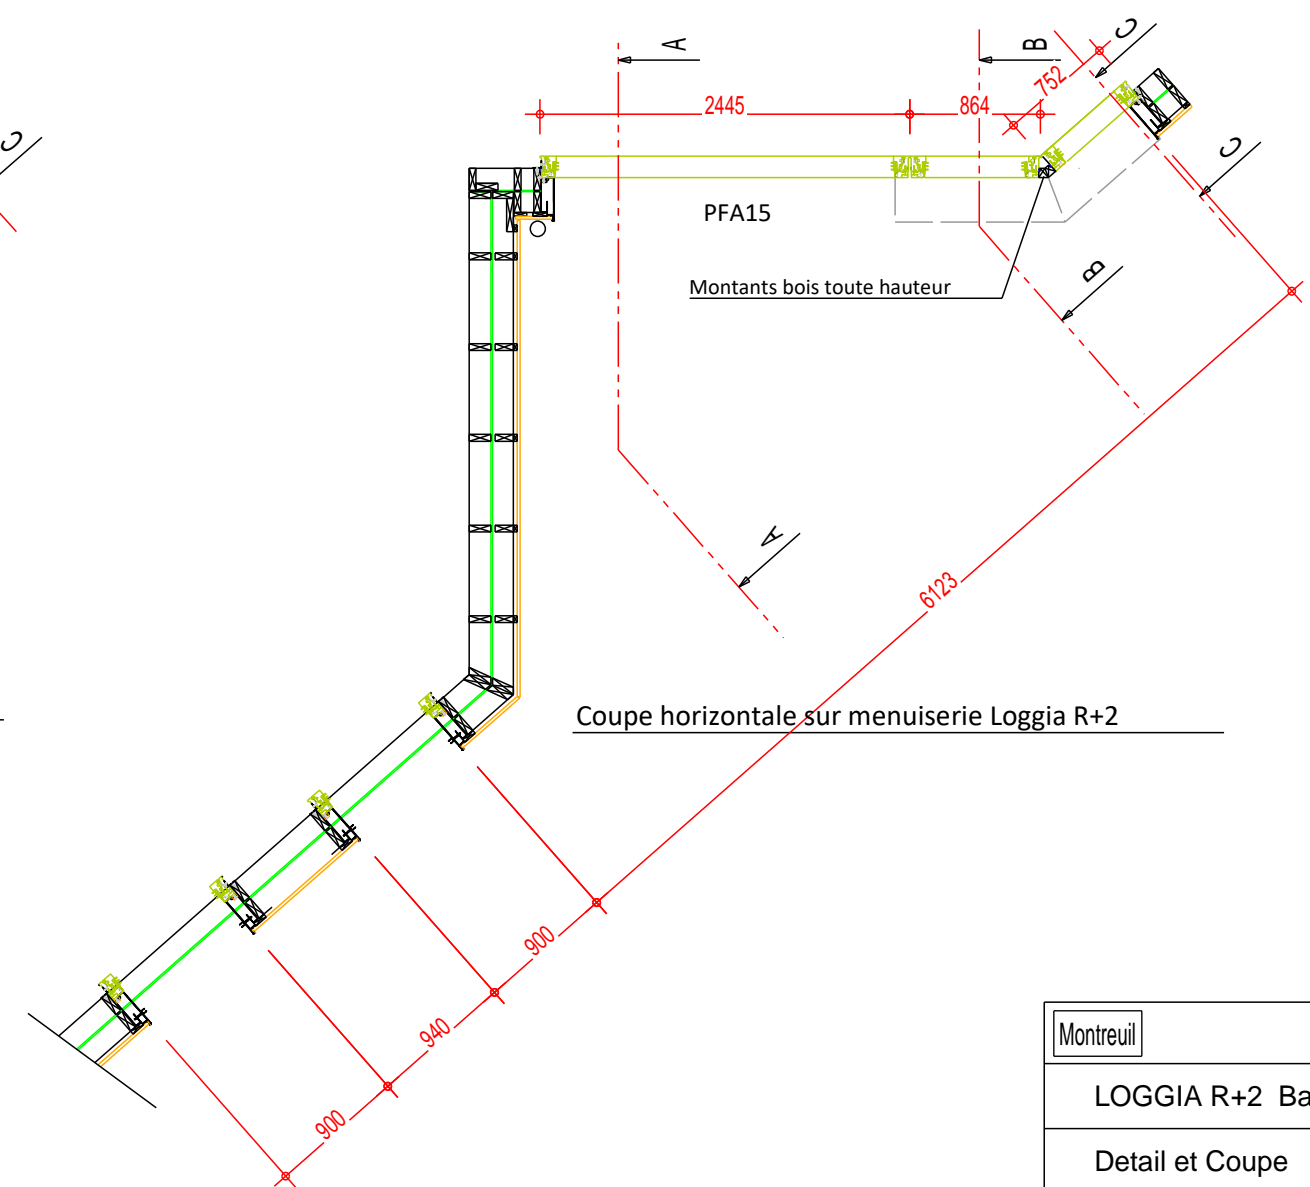 A
B
C
752
2445
864
C
C
PFA15
B
Montants bois toute hauteur
A
6123
Coupe horizontale sur menuiserie Loggia R+2
900
940
900
Montreuil
LOGGIA R+2 Ba
Detail et Coupe